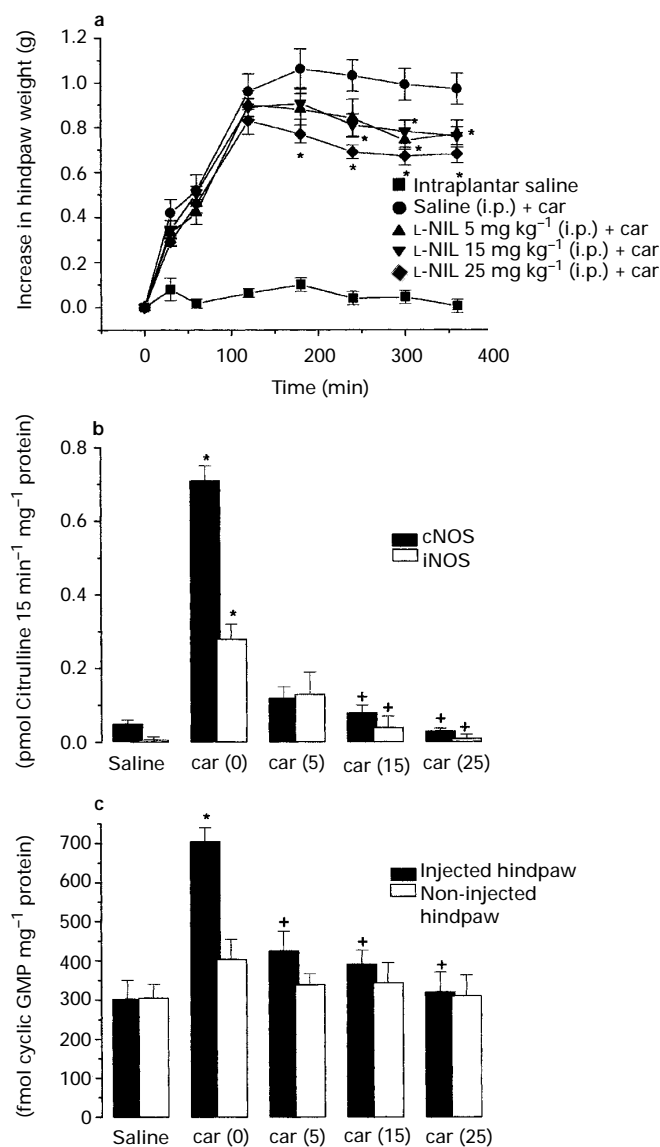 a
1.2
1.0
0.8
0.6
0.4
0.2
0.0
Increase in hindpaw weight (g)
* * * * * * * *
Intraplantar saline
Saline (i.p.) + car
L-NIL 5 mg kg−1 (i.p.) + car
L-NIL 15 mg kg−1 (i.p.) + car
L-NIL 25 mg kg−1 (i.p.) + car
0 100 200 300 400
Time (min)
b
0.8
0.6
0.4
0.2
0.0
(pmol Citrulline 15 min−1 mg−1 protein)
* *
cNOS
iNOS
+ + + +
Saline car (0) car (5) car (15) car (25)
c
700
600
500
400
300
200
100
0
(fmol cyclic GMP mg−1 protein)
*
Injected hindpaw
Non-injected
hindpaw
+ + +
Saline car (0) car (5) car (15) car (25)